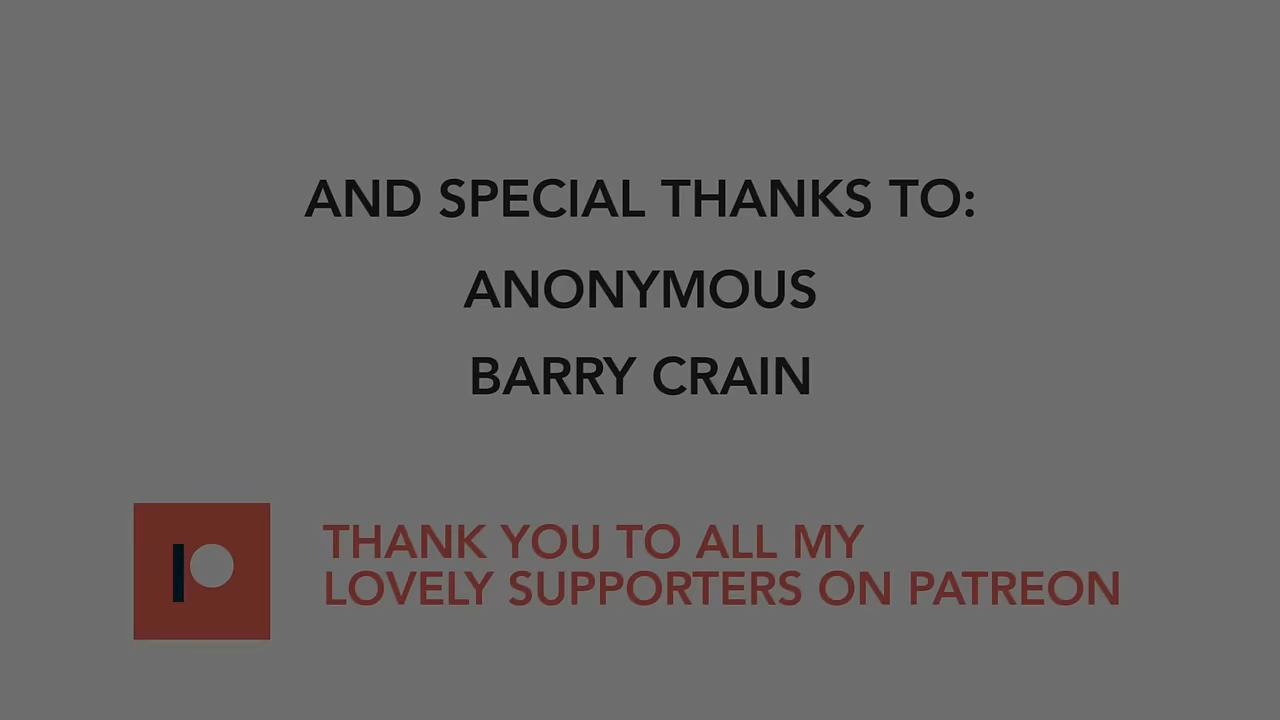 AND SPECIAL THANKS TO:
ANONYMOUS
BARRY CRAIN
THANK YOU TO ALL MY
LOVELY SUPPORTERS ON PATREON